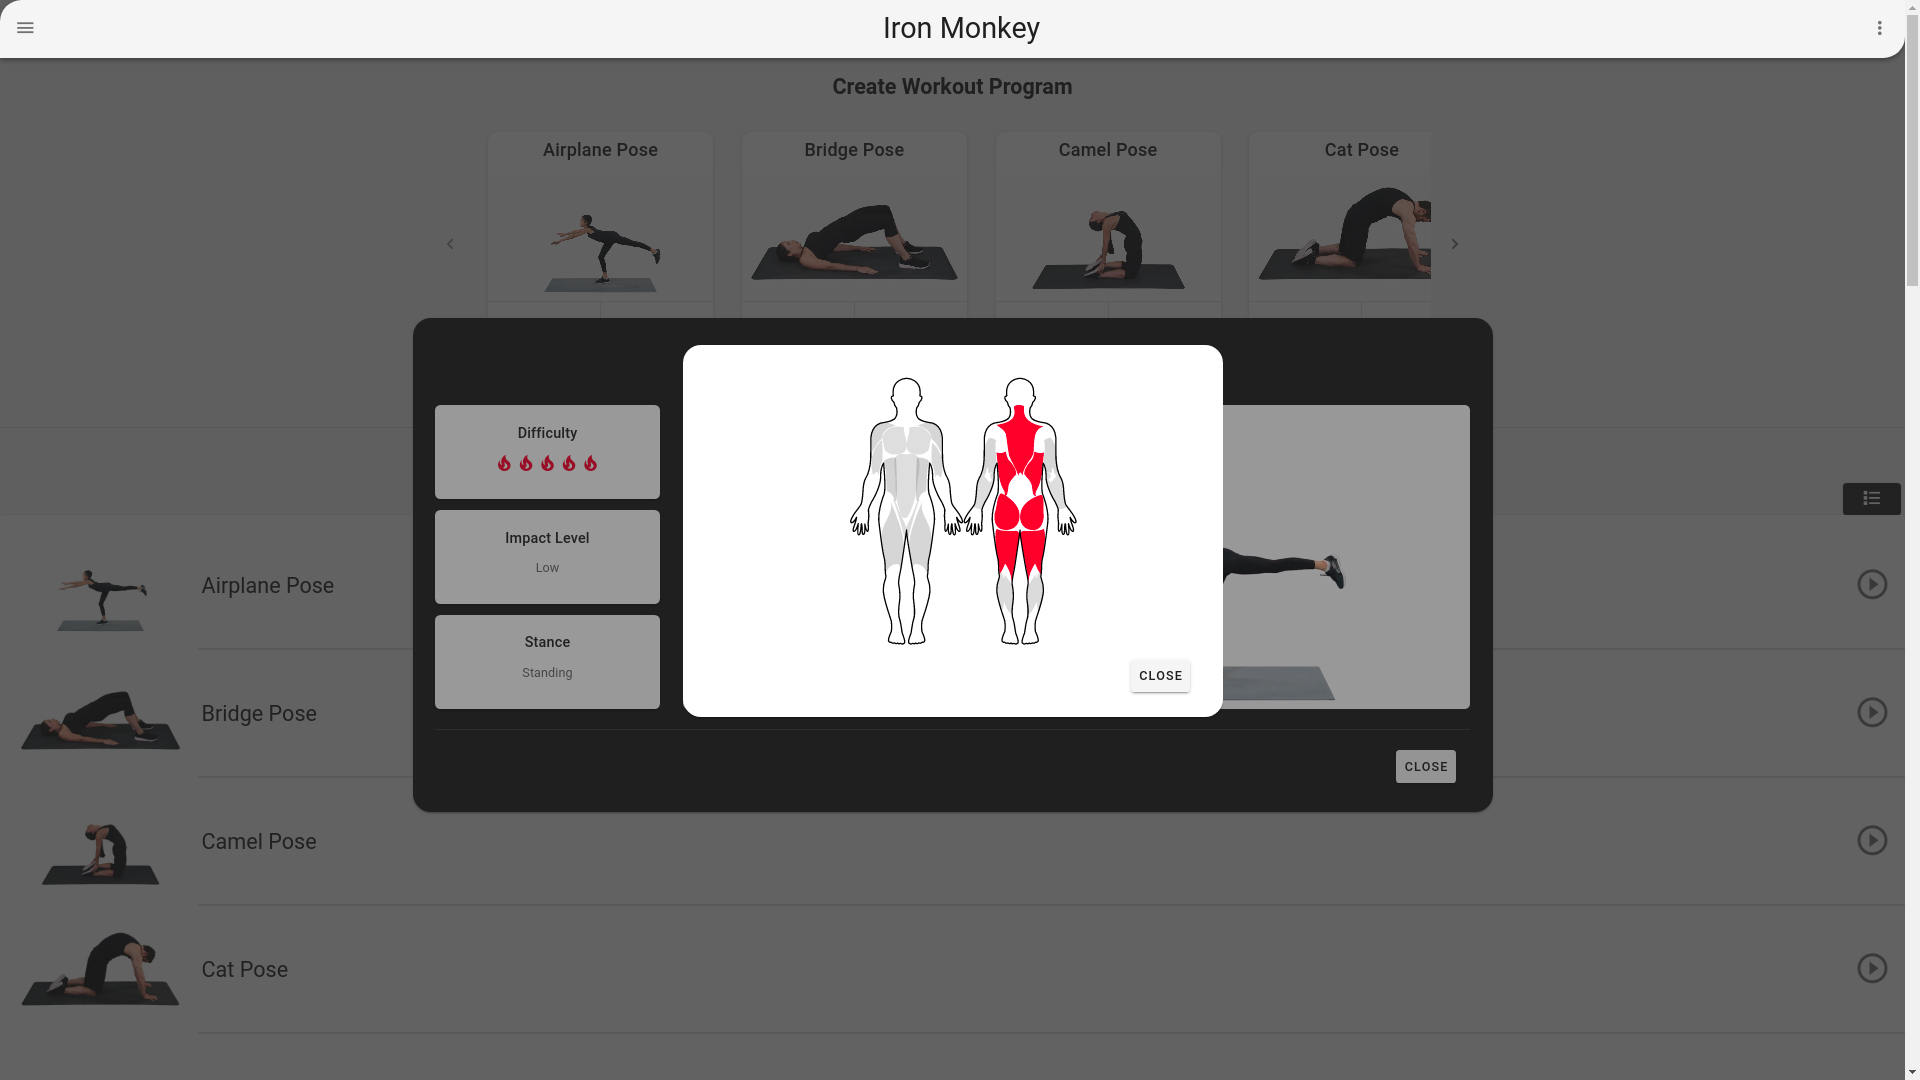 Iron Monkey
Create Workout Program
Airplane Pose
Bridge Pose
Camel Pose
Cat Pose
Difficulty
Impact Level
Low
Stance
Standing
CLOSE
CLOSE
Airplane Pose
Bridge Pose
Camel Pose
Cat Pose